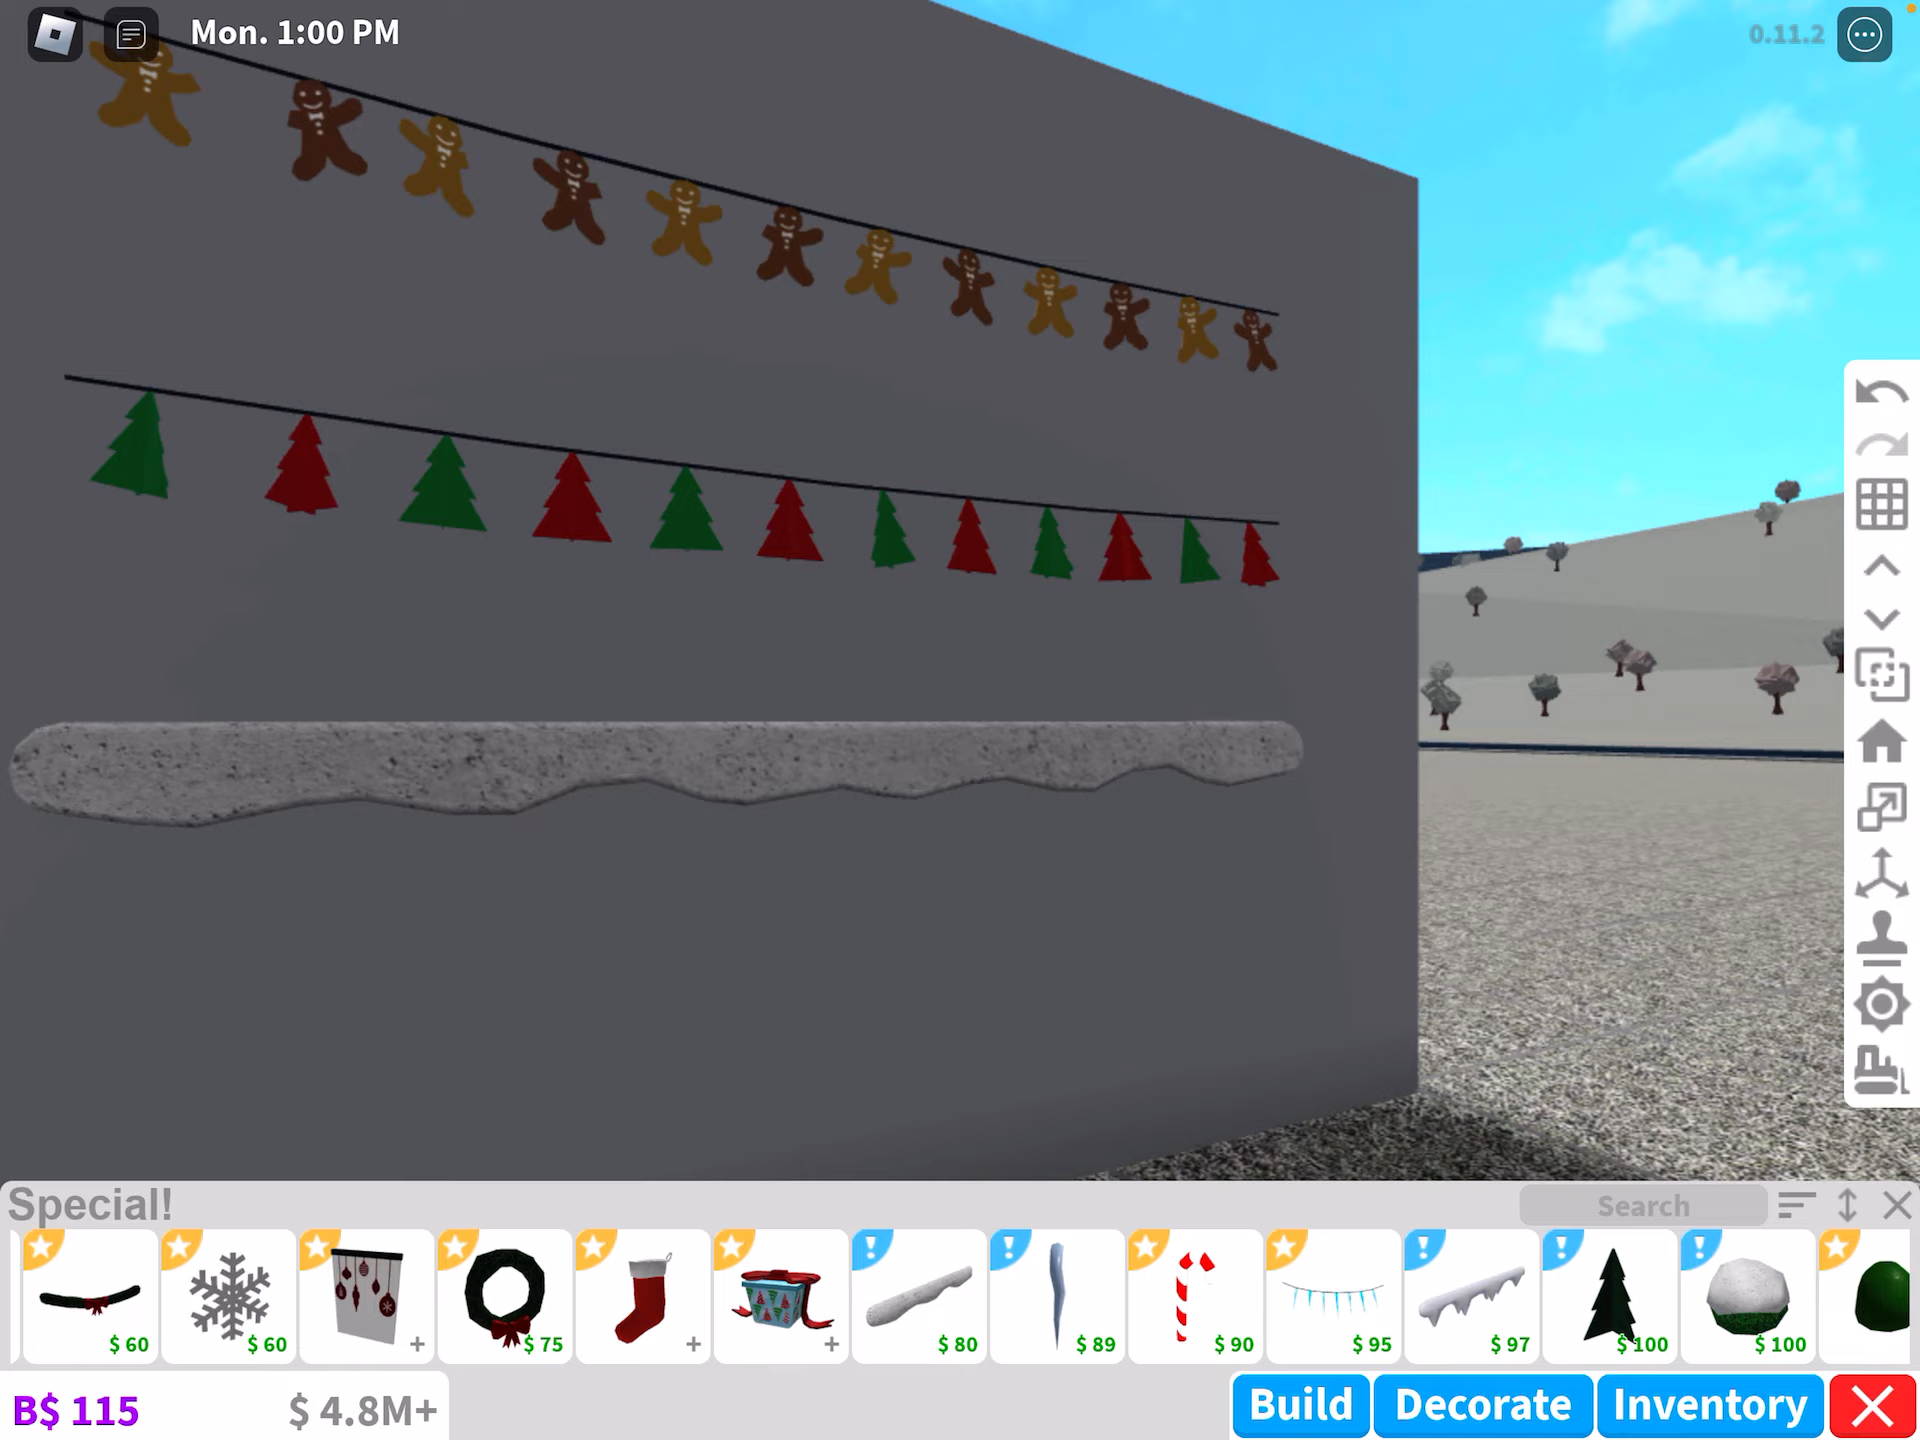 Mon. 1:00 PM
0.11.2
Special!
Search
$ 60
$ 60
+
$ 75
+
+
$ 80
$ 89
$ 90
$ 95
$ 97
$ 100
$ 100
B$ 115
$ 4.8M+
Build
Decorate
Inventory